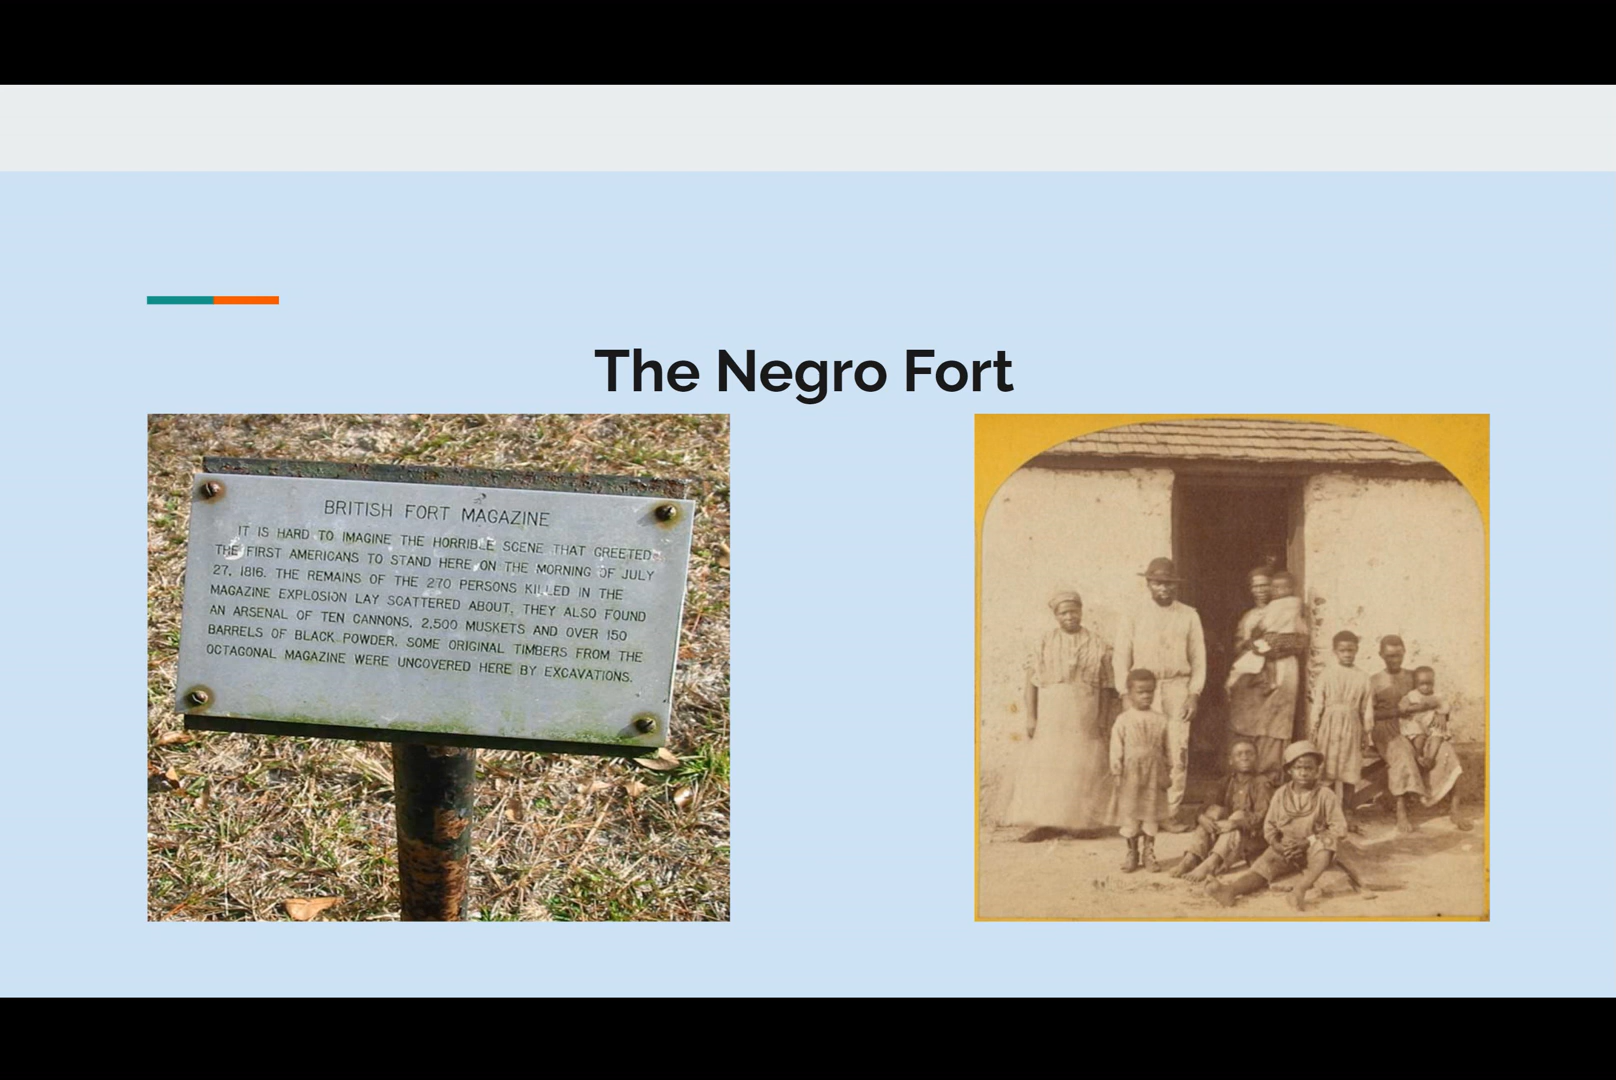 The Negro Fort
BRITISH FORT MAGAZINE
IT IS HARD TO IMAGINE THE HORRIBLE SCENE THAT GREETED
THE FIRST AMERICANS TO STAND HERE ON THE MORNING OF JULY
27, 1816. THE REMAINS OF THE 270 PERSONS KILLED IN THE
MAGAZINE EXPLOSION LAY SCATTERED ABOUT, THEY ALSO FOUND
AN ARSENAL OF TEN CANNONS, 2,500 MUSKETS AND OVER 150
BARRELS OF BLACK POWDER. SOME ORIGINAL TIMBERS FROM THE
OCTAGONAL MAGAZINE WERE UNCOVERED HERE BY EXCAVATIONS.